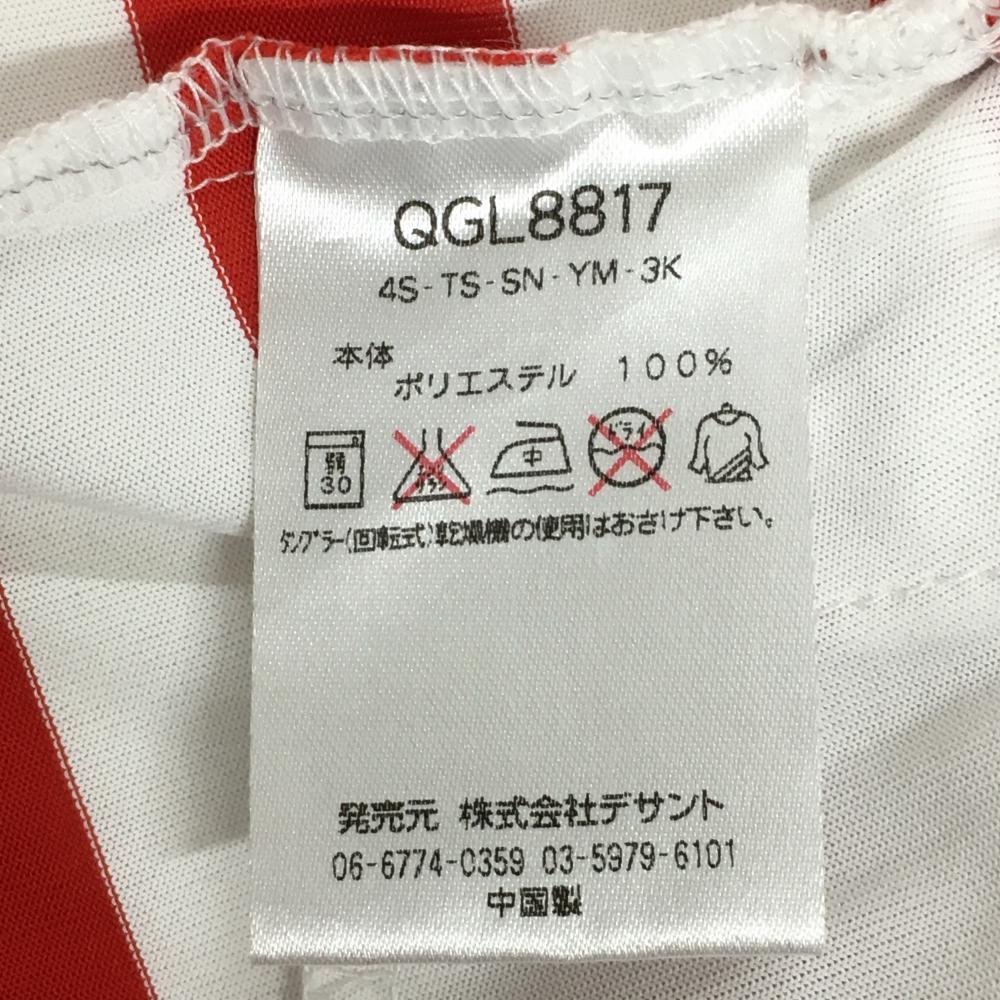 QGL8817
4S-TS-SN-YM-3K
本体
ポリエステル 100%
弱 30
中
ドライ
タンブラー(回転式)乾燥機の使用はおさけ下さい。
発売元 株式会社デサント
06-6774-0359 03-5979-6101
中国製